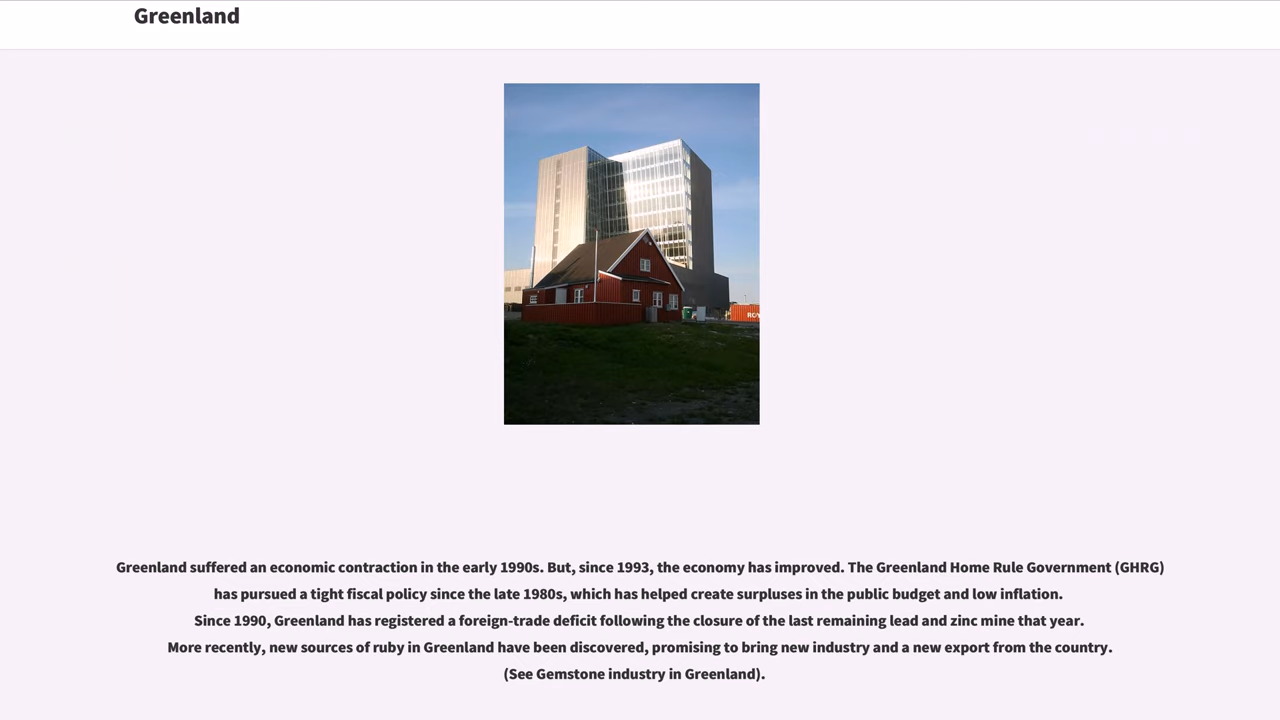 Greenland
Greenland suffered an economic contraction in the early 1990s. But, since 1993, the economy has improved. The Greenland Home Rule Government (GHRG)
has pursued a tight fiscal policy since the late 1980s, which has helped create surpluses in the public budget and low inflation.
Since 1990, Greenland has registered a foreign-trade deficit following the closure of the last remaining lead and zinc mine that year.
More recently, new sources of ruby in Greenland have been discovered, promising to bring new industry and a new export from the country.
(See Gemstone industry in Greenland).